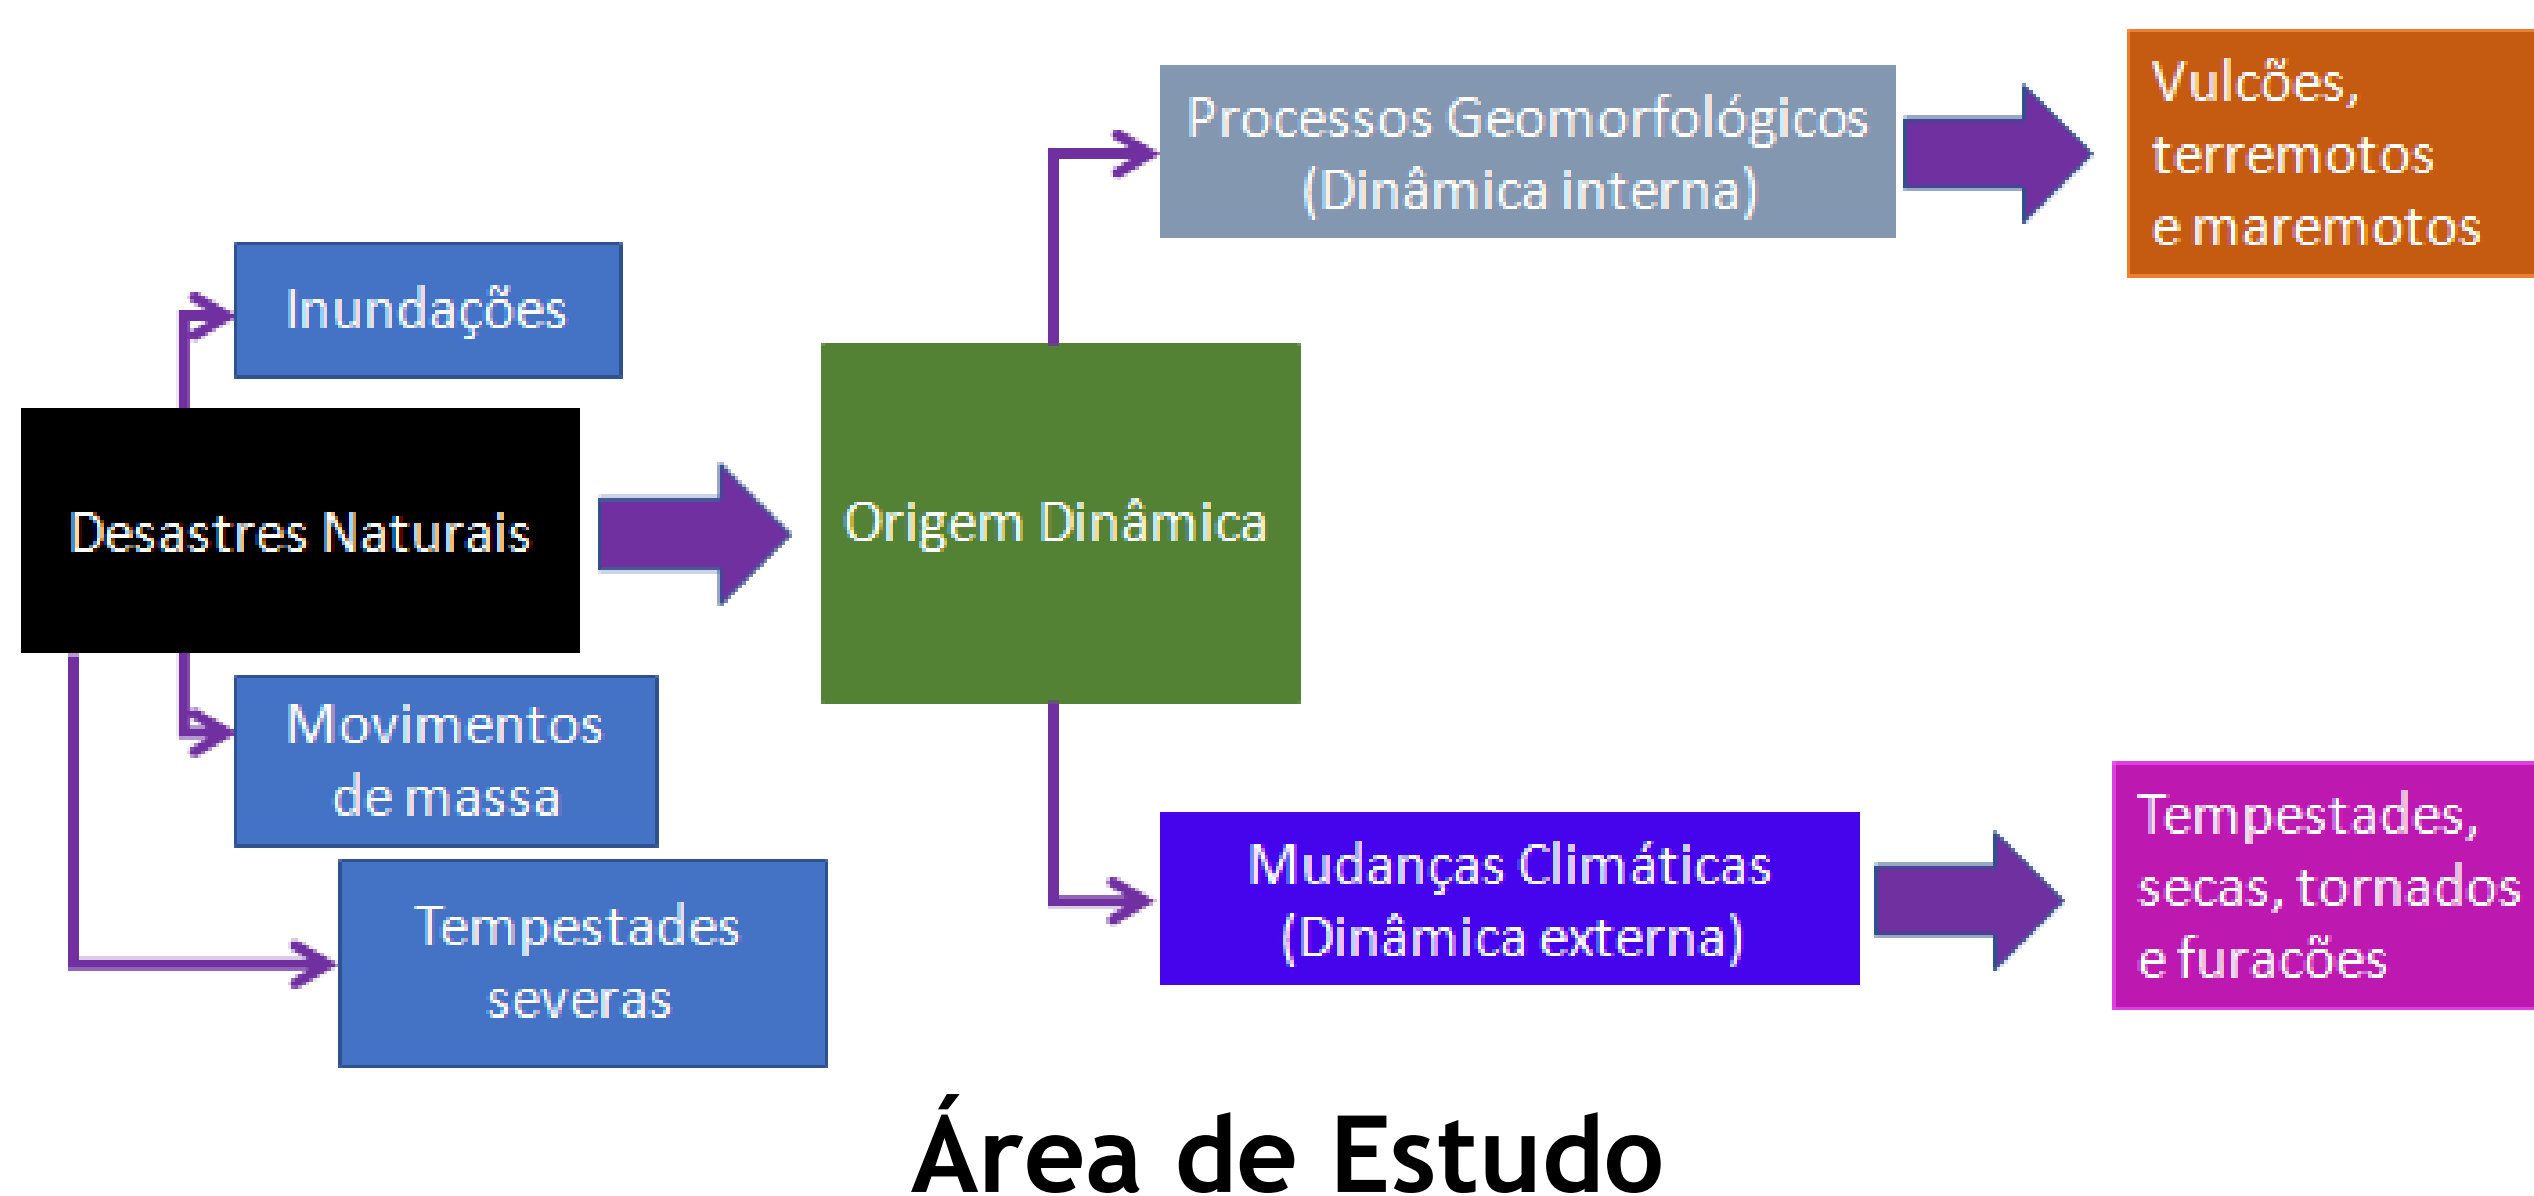 Desastres Naturais
Inundações
Movimentos
de massa
Tempestades
severas
Origem Dinâmica
Processos Geomorfológicos
(Dinâmica interna)
Vulcões,
terremotos
e maremotos
Mudanças Climáticas
(Dinâmica externa)
Tempestades,
secas, tornados
e furacões
Área de Estudo